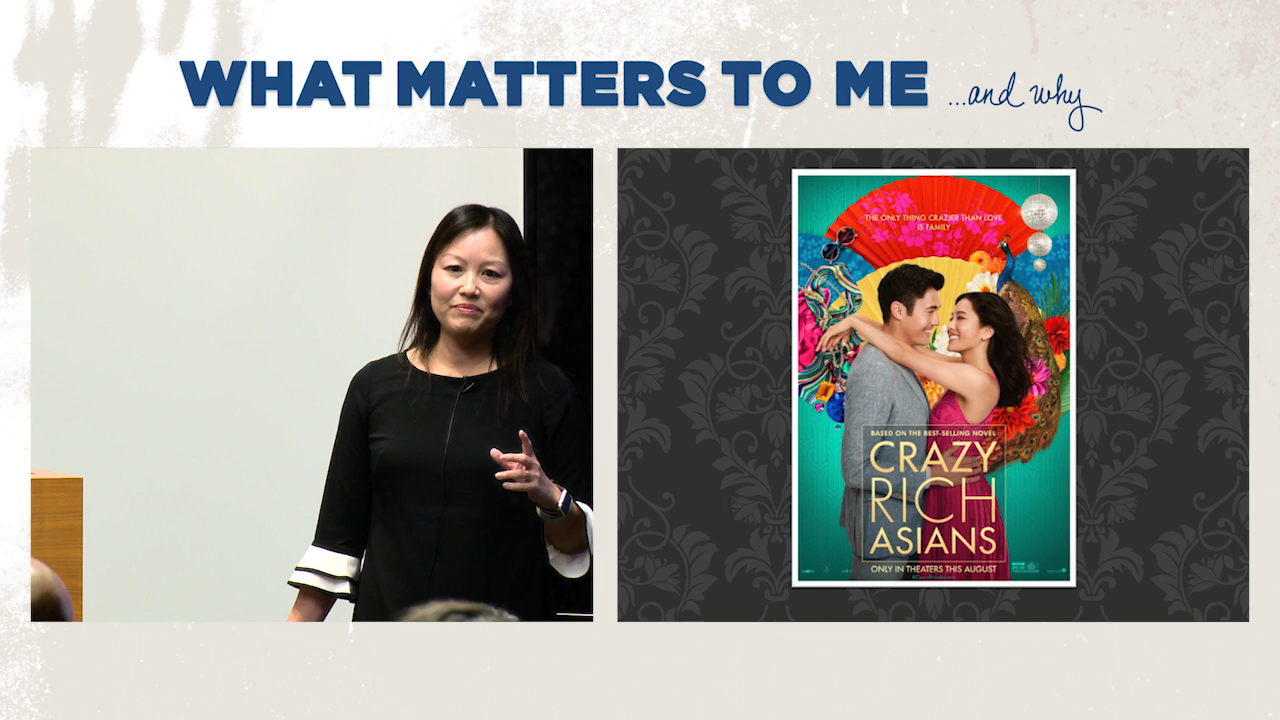 WHAT MATTERS TO ME ...and why
THE ONLY THING CRAZIER THAN LOVE
IS FAMILY
BASED ON THE BEST-SELLING NOVEL
CRAZY
RICH
ASIANS
ONLY IN THEATERS THIS AUGUST